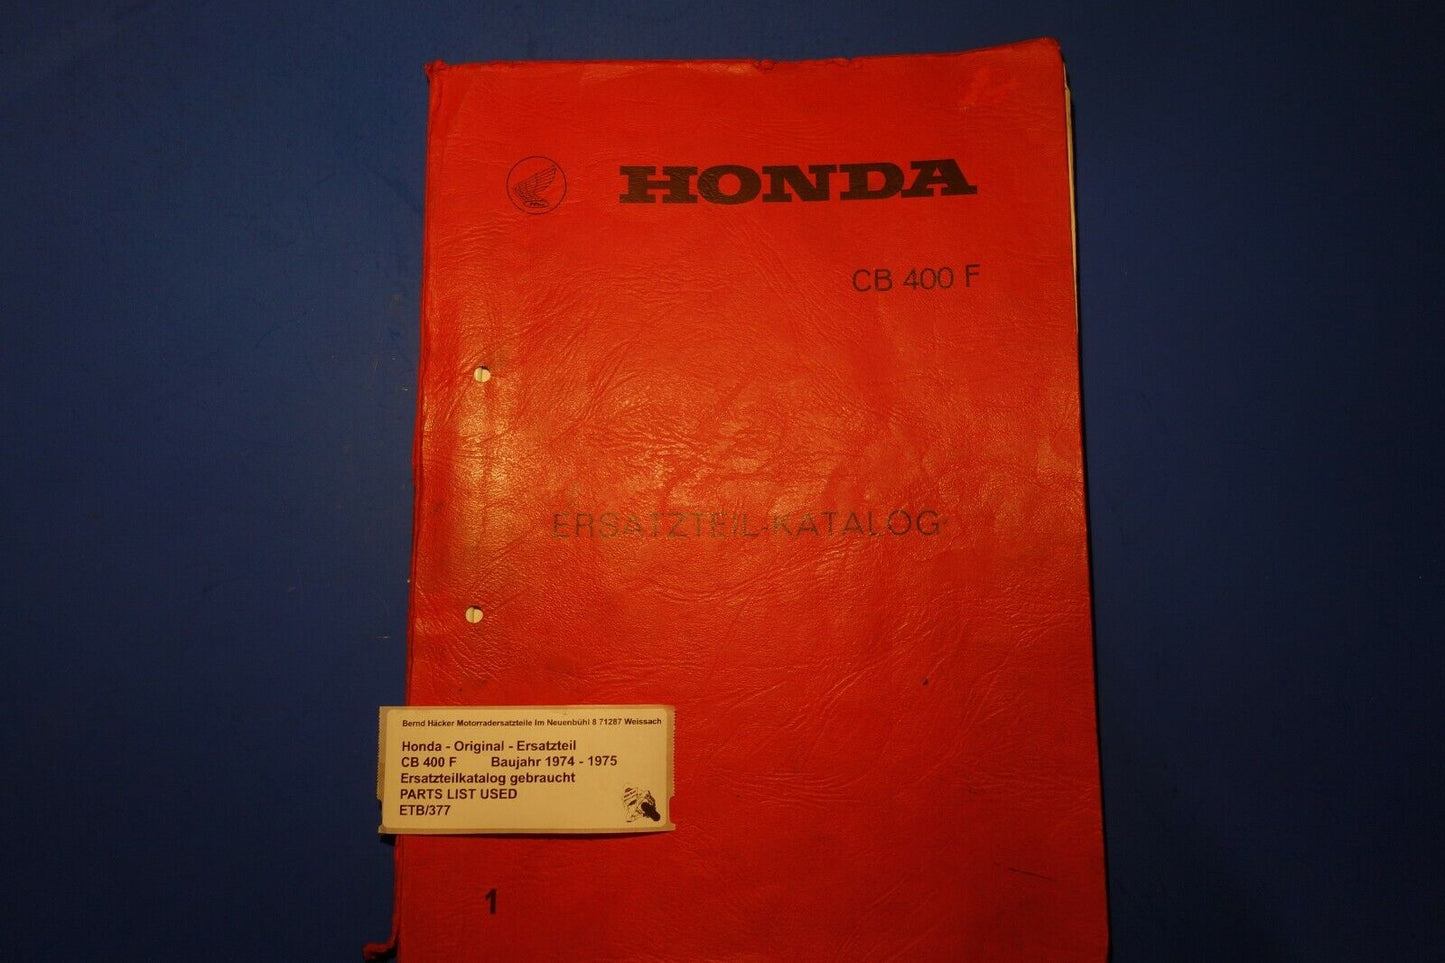 HONDA
CB 400 F
ERSATZTEIL-KATALOG
Bernd Häcker Motorradersatzteile Im Neuenbühl 8 71287 Weissach
Honda - Original - Ersatzteil
CB 400 F Baujahr 1974 - 1975
Ersatzteilkatalog gebraucht
PARTS LIST USED
ETB/377
1